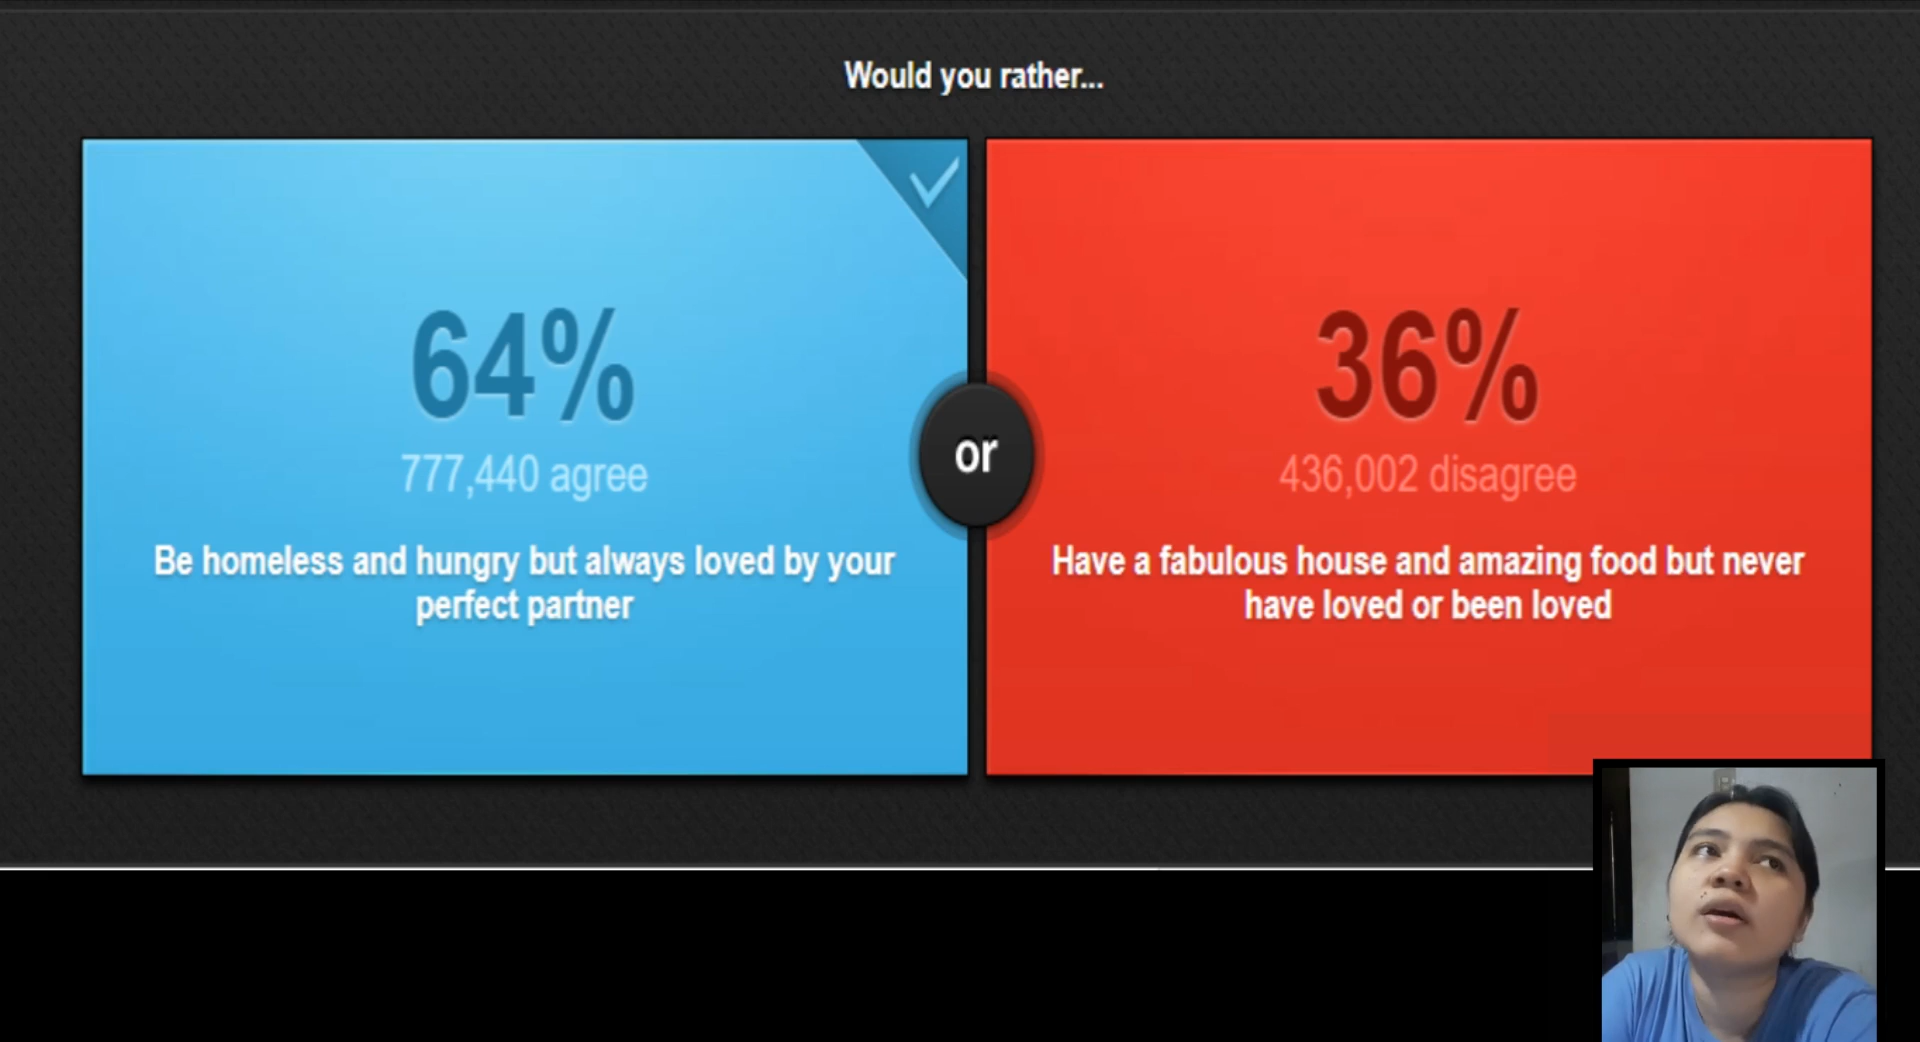 Would you rather...
64%
777,440 agree
Be homeless and hungry but always loved by your
perfect partner
or
36%
436,002 disagree
Have a fabulous house and amazing food but never
have loved or been loved